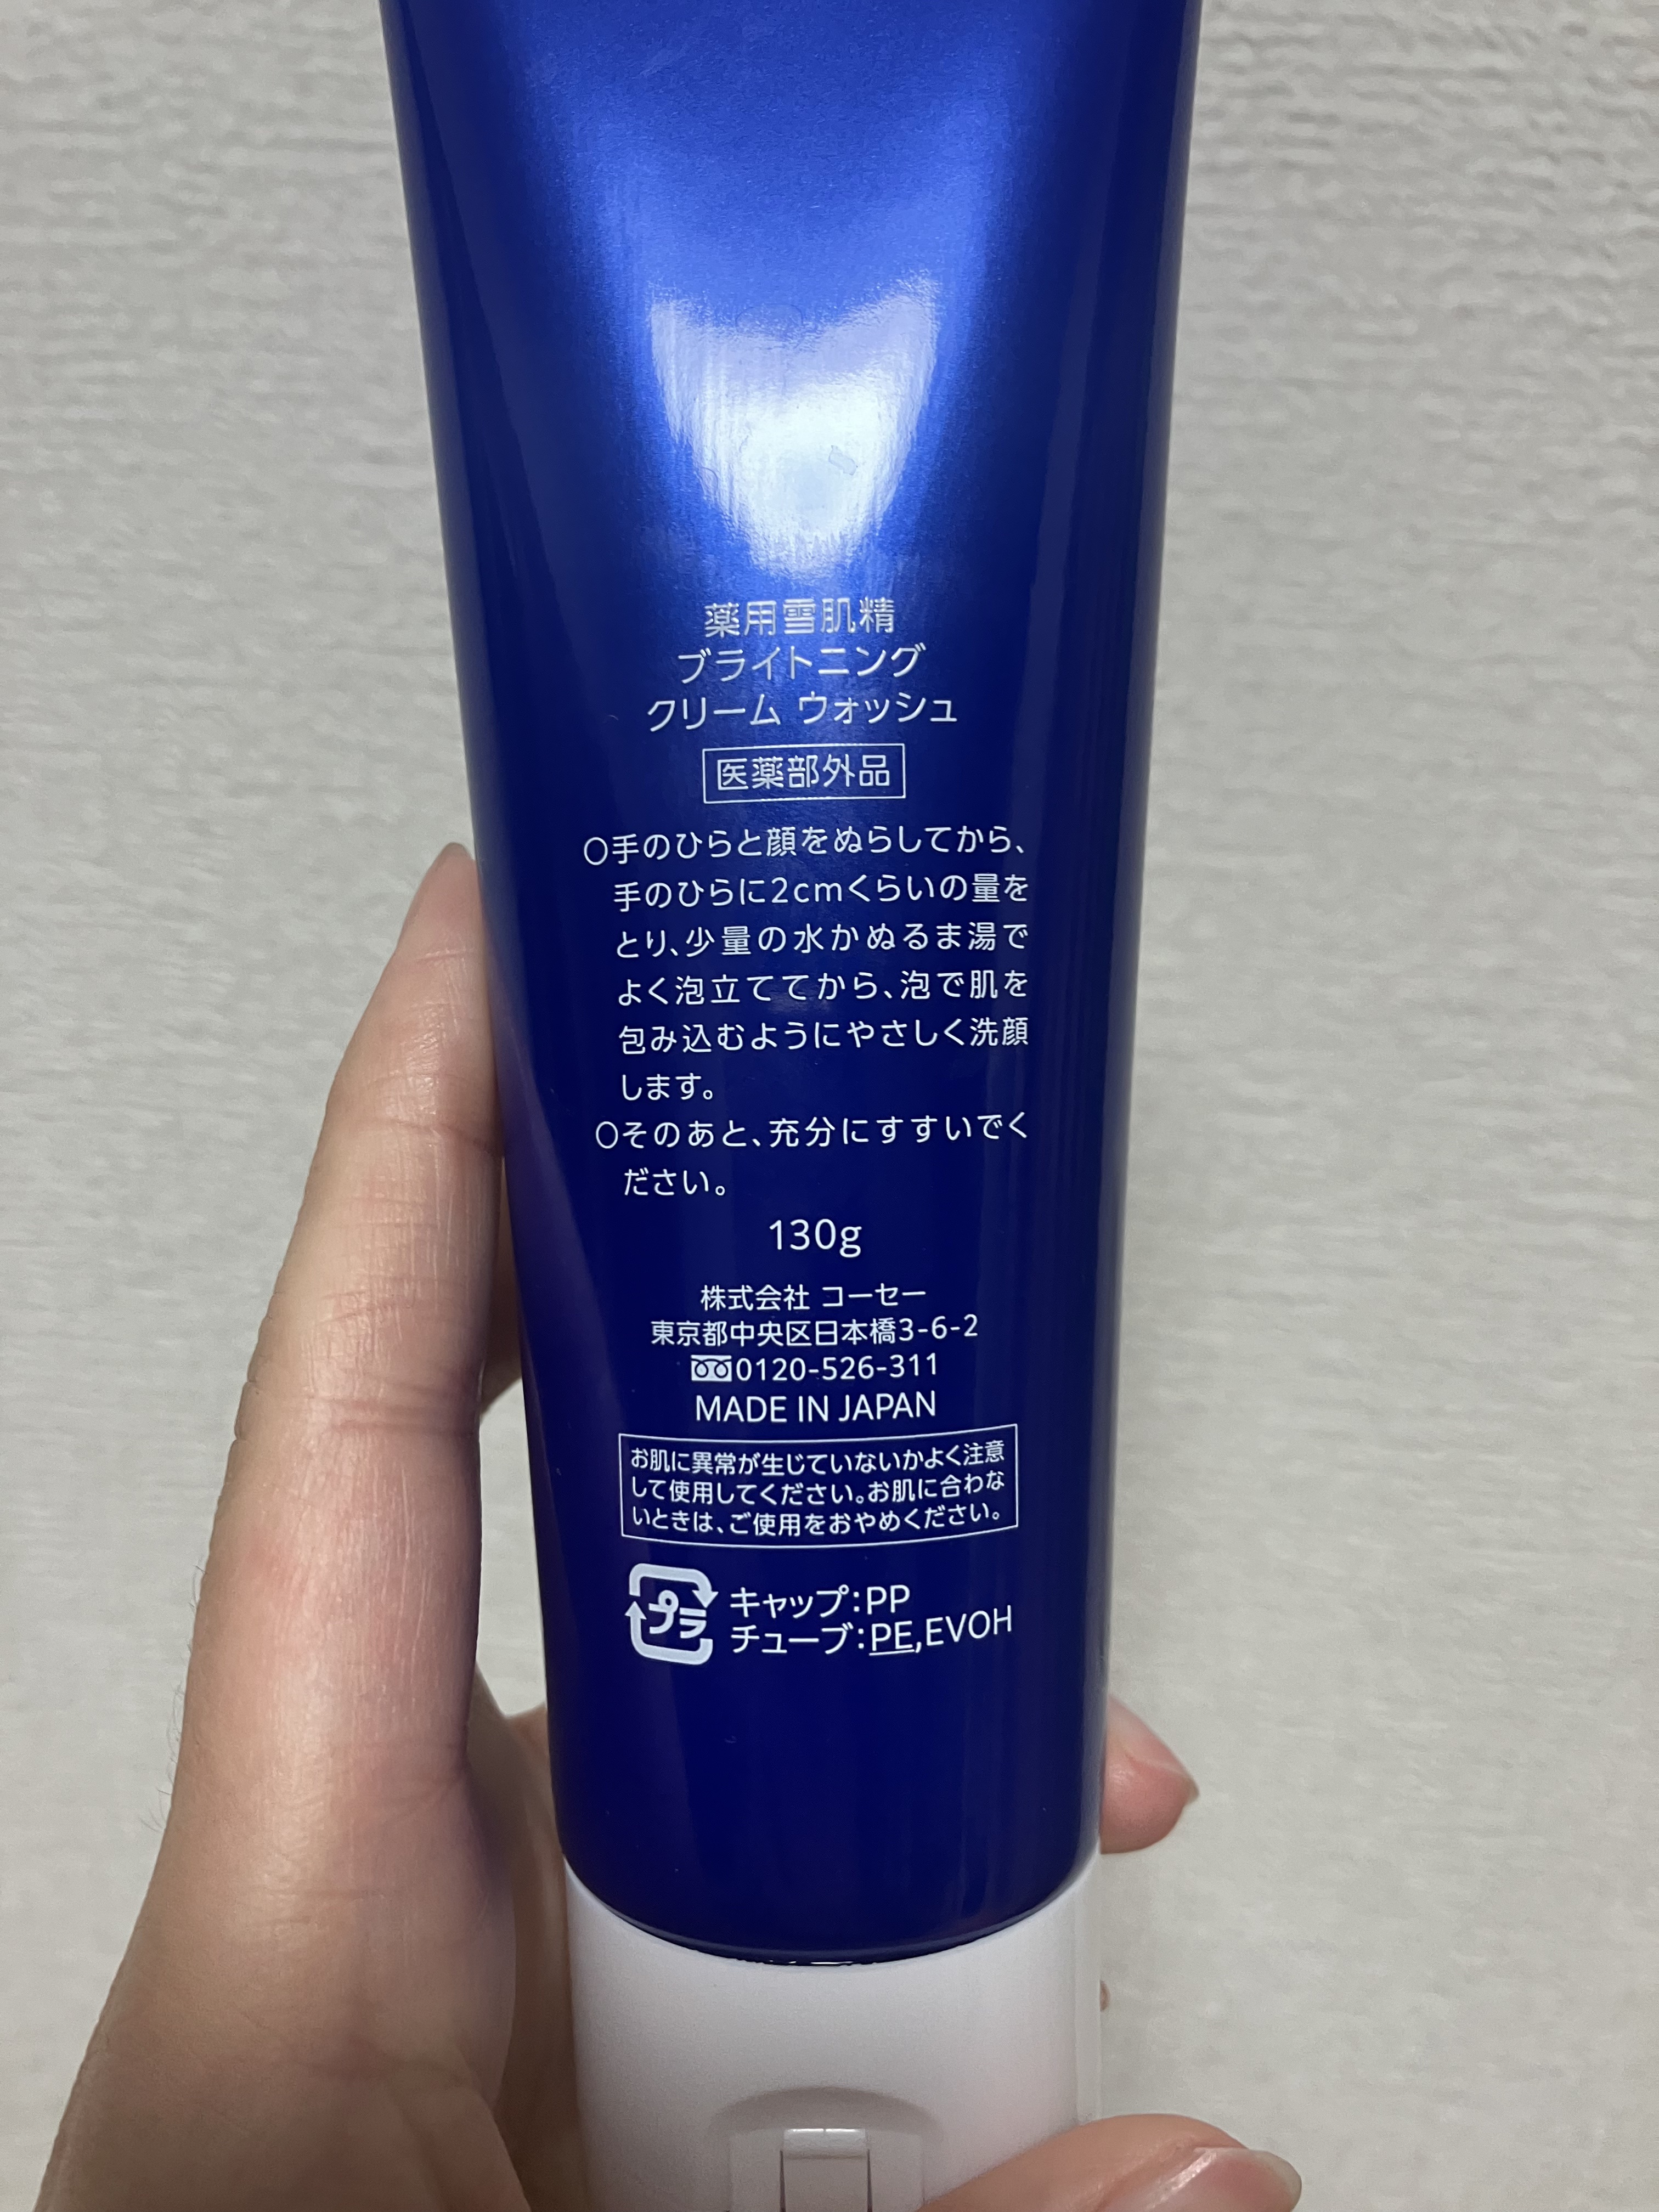 薬用雪肌精
ブライトニング
クリーム ウォッシュ
医薬部外品
○手のひらと顔をぬらしてから、
手のひらに2cmくらいの量を
とり、少量の水かぬるま湯で
よく泡立ててから、泡で肌を
包み込むようにやさしく洗顔
します。
○そのあと、充分にすすいでく
ださい。
130g
株式会社 コーセー
東京都中央区日本橋3-6-2
0120-526-311
MADE IN JAPAN
お肌に異常が生じていないかよく注意
して使用してください。お肌に合わな
いときは、ご使用をおやめください。
プラ
キャップ:PP
チューブ:PE,EVOH